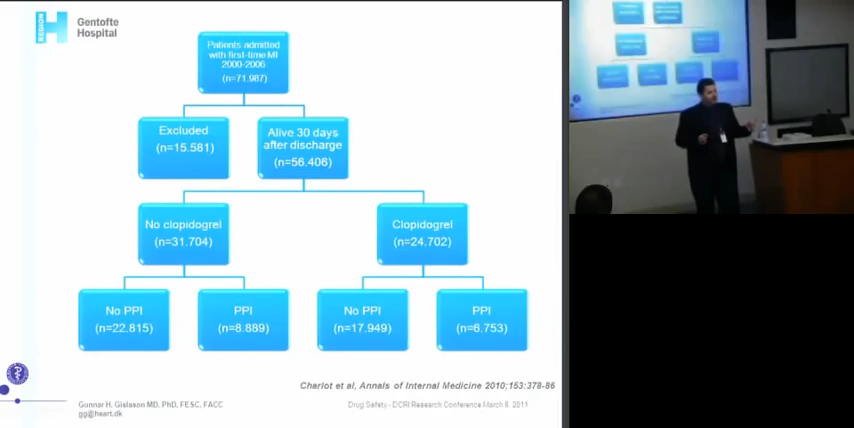 REGION
Gentofte
Hospital
Patients admitted
with first-time MI
2000-2006
(n=71.987)
Excluded
(n=15.581)
Alive 30 days
after discharge
(n=56.406)
No clopidogrel
(n=31.704)
Clopidogrel
(n=24.702)
No PPI
(n=22.815)
PPI
(n=8.889)
No PPI
(n=17.949)
PPI
(n=6.753)
Charlot et al, Annals of Internal Medicine 2010;153:378-86
Gunnar H. Gislason MD, PhD, FESC, FACC
gg@heart.dk
Drug Safety - DCRI Research Conference March 8, 2011